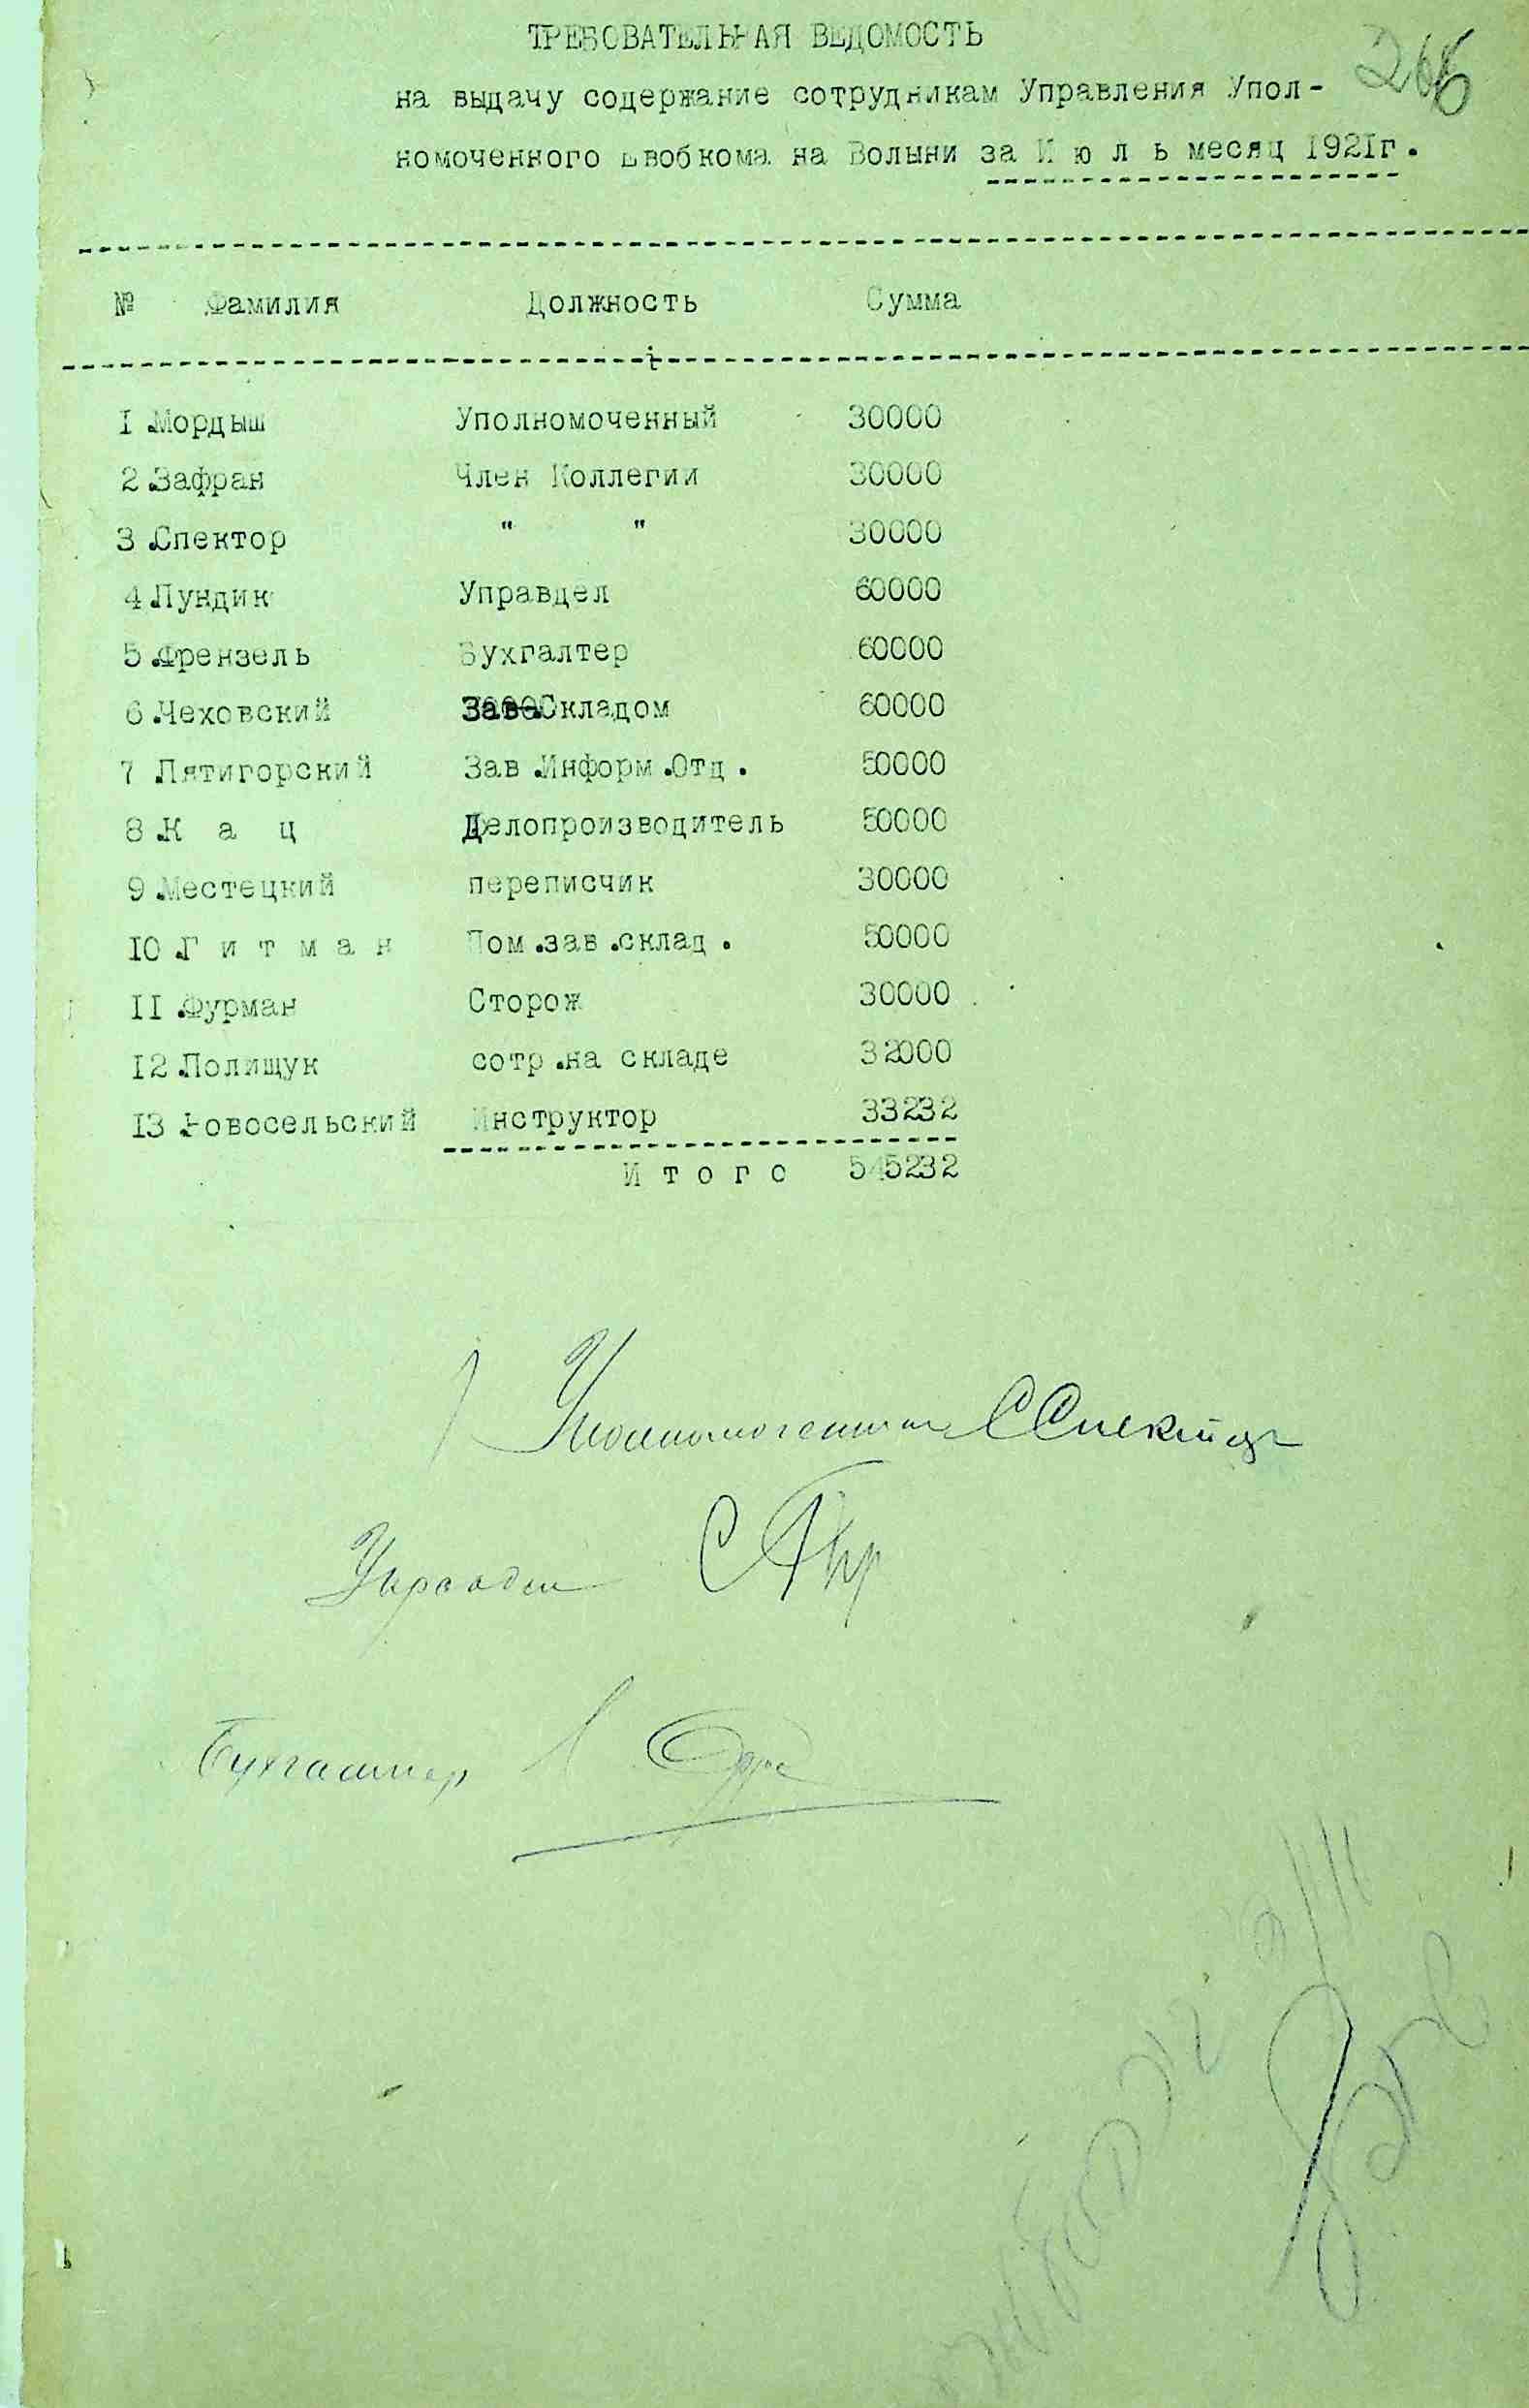 266
ТРЕБОВАТЕЛЬНАЯ ВЕДОМОСТЬ
на выдачу содержание сотрудникам Управления Упол-
номоченного Евобкома на Волыни за И ю л ь месяц 1921г.
№ Фамилия Должность Сумма
1.Мордыш Уполномоченный 30000
2.Зафран Член Коллегии 30000
3.Спектор " " 30000
4.Пундик Управдел 60000
5.Френзель Бухгалтер 60000
6.Чеховский Зав.Складом 60000
7 Пятигорский Зав.Информ.Отд. 50000
8.К а ц Делопроизводитель 50000
9.Местецкий переписчик 30000
10.Г и т м а н Пом.зав.склад. 50000
11.Фурман Сторож 30000
12.Полищук сотр.на складе 32000
13.Новосельский Инструктор 33232
И т о г о 545232
Уполномоченный ССпектор
Управдел
Бухгалтер